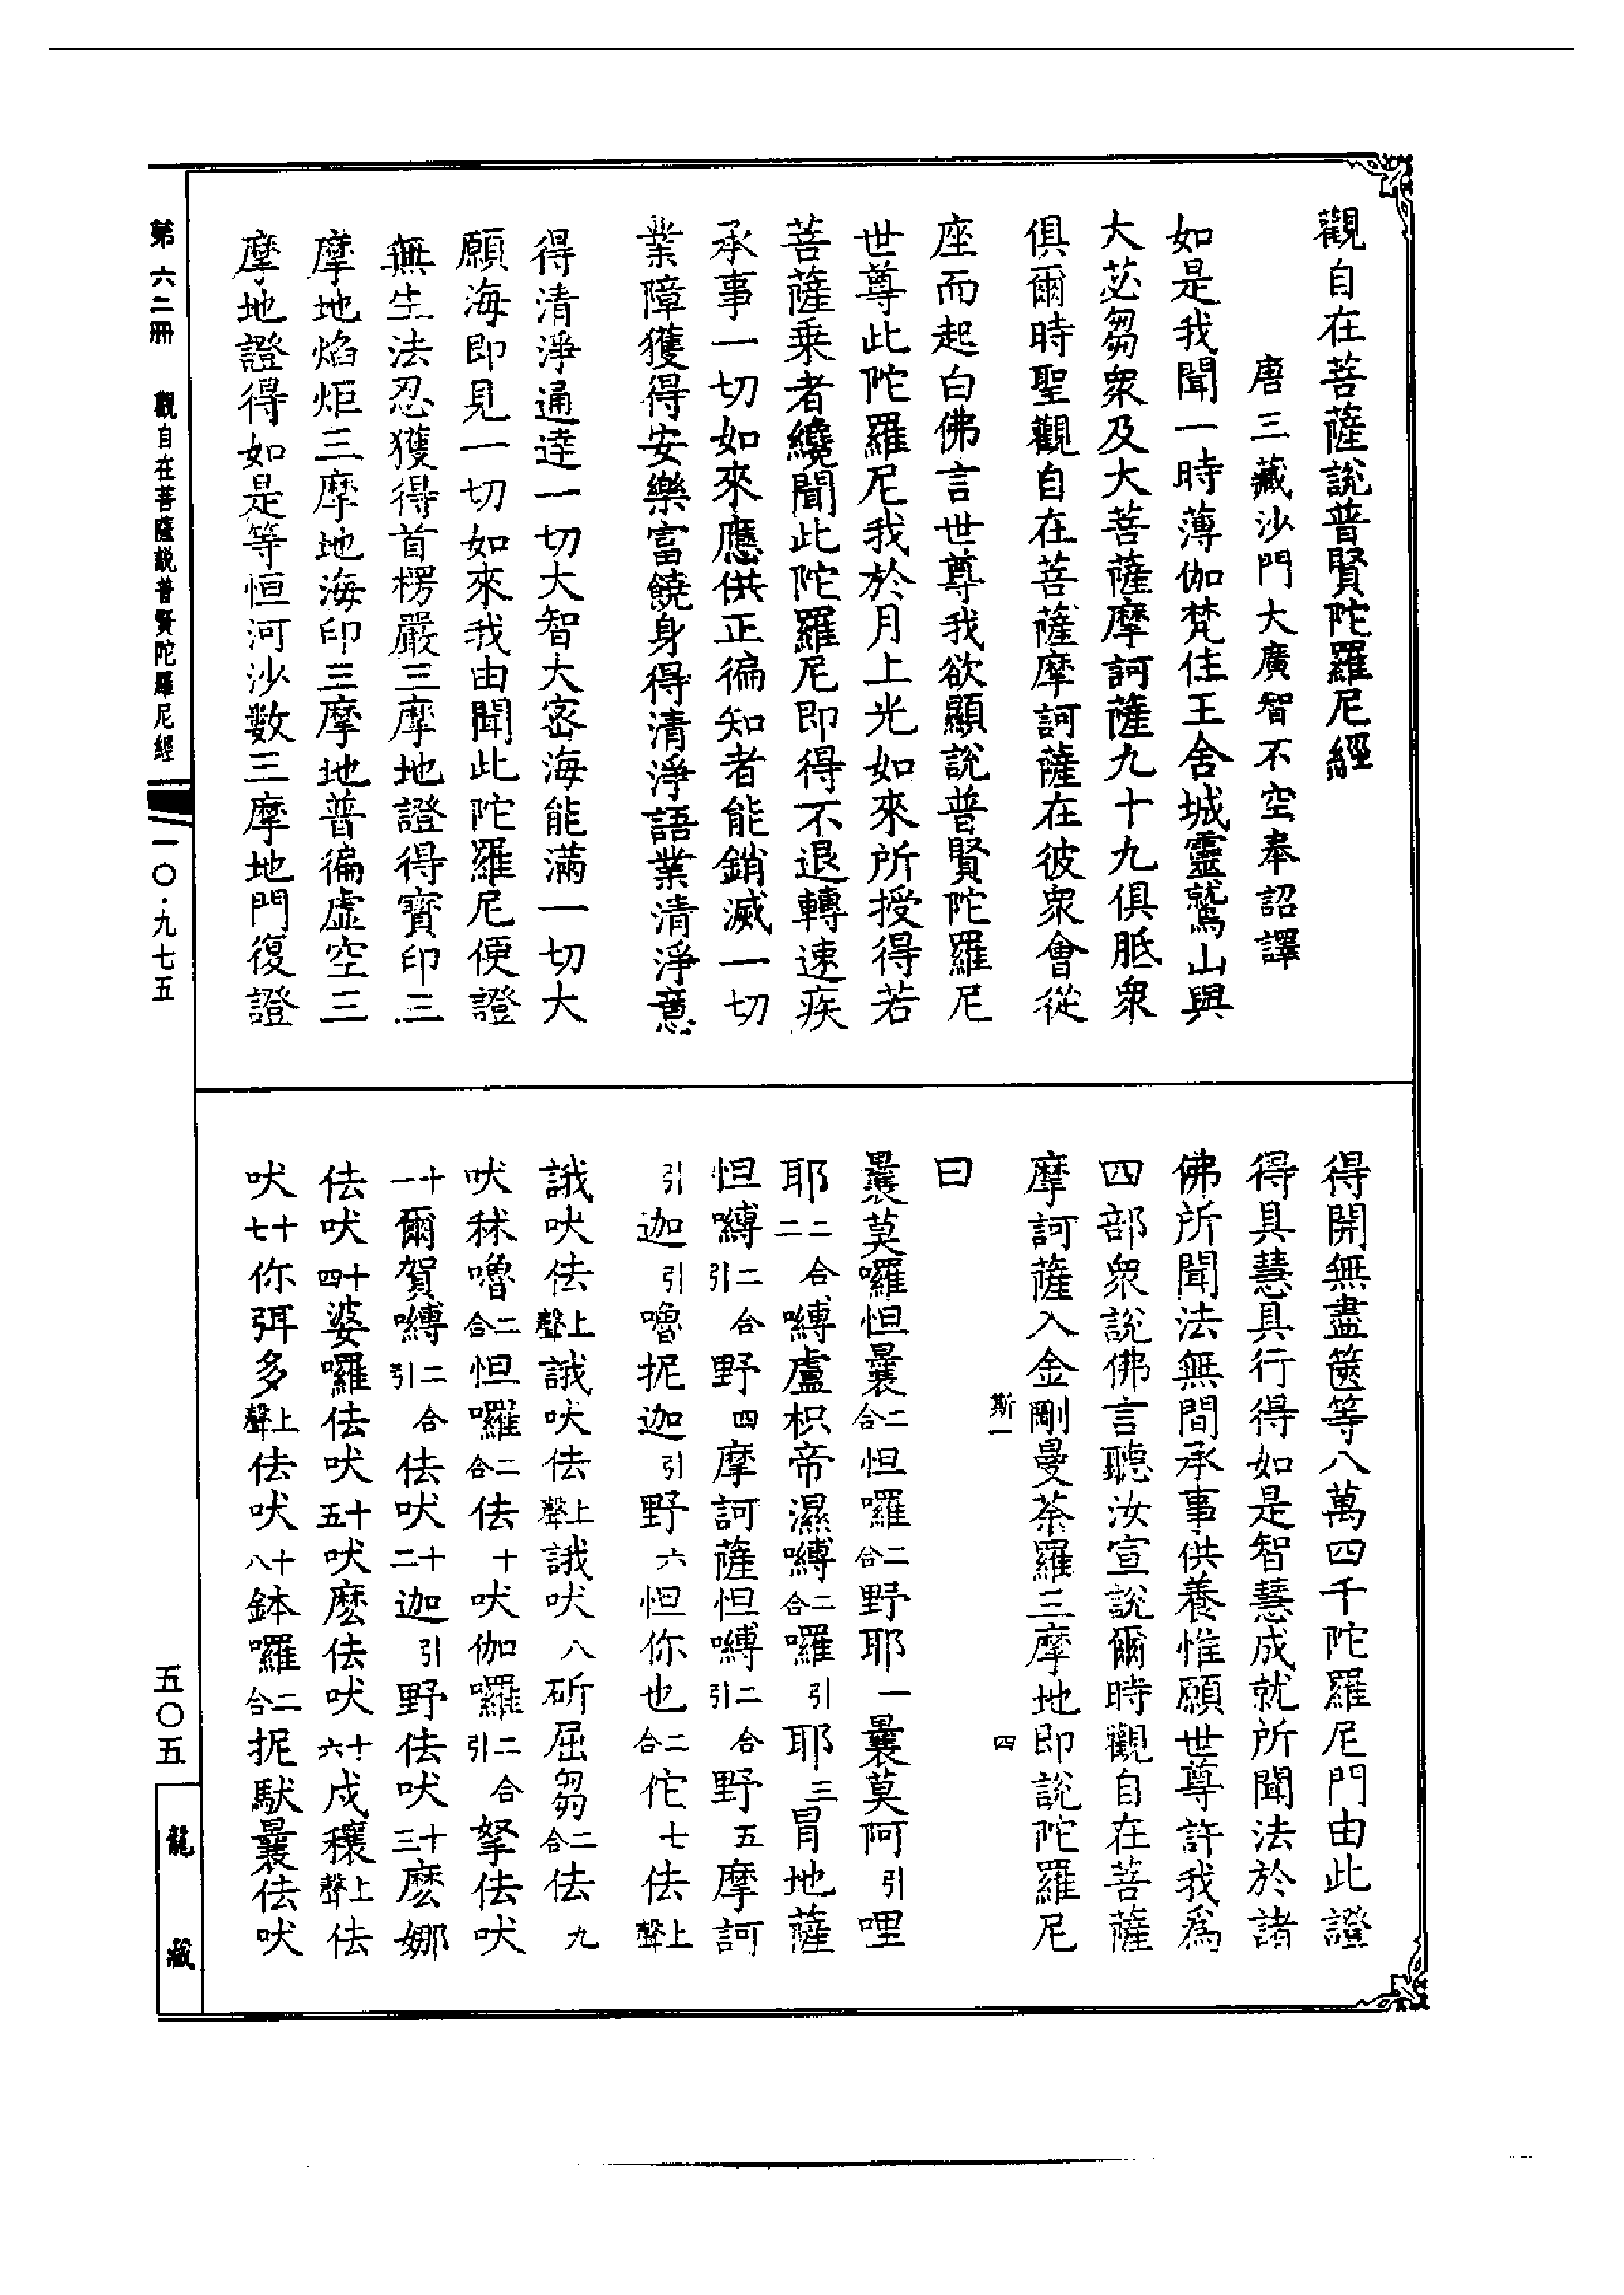 觀自在菩薩說普賢陀羅尼經
唐三藏沙門大廣智不空奉詔譯
如是我聞一時薄伽梵住王舍城靈鷲山與
大苾芻衆及大菩薩摩訶薩九十九俱胝衆
俱爾時聖觀自在菩薩摩訶薩在彼衆會從
座而起白佛言世尊我欲顯說普賢陀羅尼
世尊此陀羅尼我於月上光如來所授得若
菩薩乗者纔聞此陀羅尼即得不退轉速疾
承事一切如來應供正徧知者能銷滅一切
業障獲得安樂富饒身得清淨語業清淨意
得清淨通達一切大智大密海能滿一切大
願海即見一切如來我由聞此陀羅尼便證
無生法忍獲得首楞嚴三摩地證得寳印三
摩地焰炬三摩地海印三摩地普徧虛空三
摩地證得如是等恒河沙数三摩地門復證
得開無盡篋等八萬四千陀羅尼門由此證
得具慧具行得如是智慧成就所聞法於諸
佛所聞法無間承事供養惟願世尊許我爲
四部衆說佛言聽汝宣說爾時觀自在菩薩
摩訶薩入金剛曼荼羅三摩地即說陀羅尼
斯一 四
曰
曩莫囉怛曩二合怛囉二合野耶一曩莫阿引哩
耶二合二嚩盧枳帝濕嚩二合囉引耶三冒地薩
怛嚩二合引野四摩訶薩怛嚩二合引野五摩訶
引迦引嚕抳迦引野六怛你也二合佗七佉上聲
誐吠佉上聲誐吠佉上聲誐吠八斫屈芻二合佉九
吠秫嚕二合怛囉二合佉十吠伽囉二合引拏佉吠
十一爾賀嚩二合引佉吠十二迦引野佉吠十三麽娜
佉吠十四娑囉佉吠十五吠麽佉吠十六戍穰上聲佉
吠十七你弭多上聲佉吠十八鉢囉二合抳馱曩佉吠
第六二冊 觀自在菩薩説普賢陀羅尼經 一〇·九七五
五〇五
龍藏